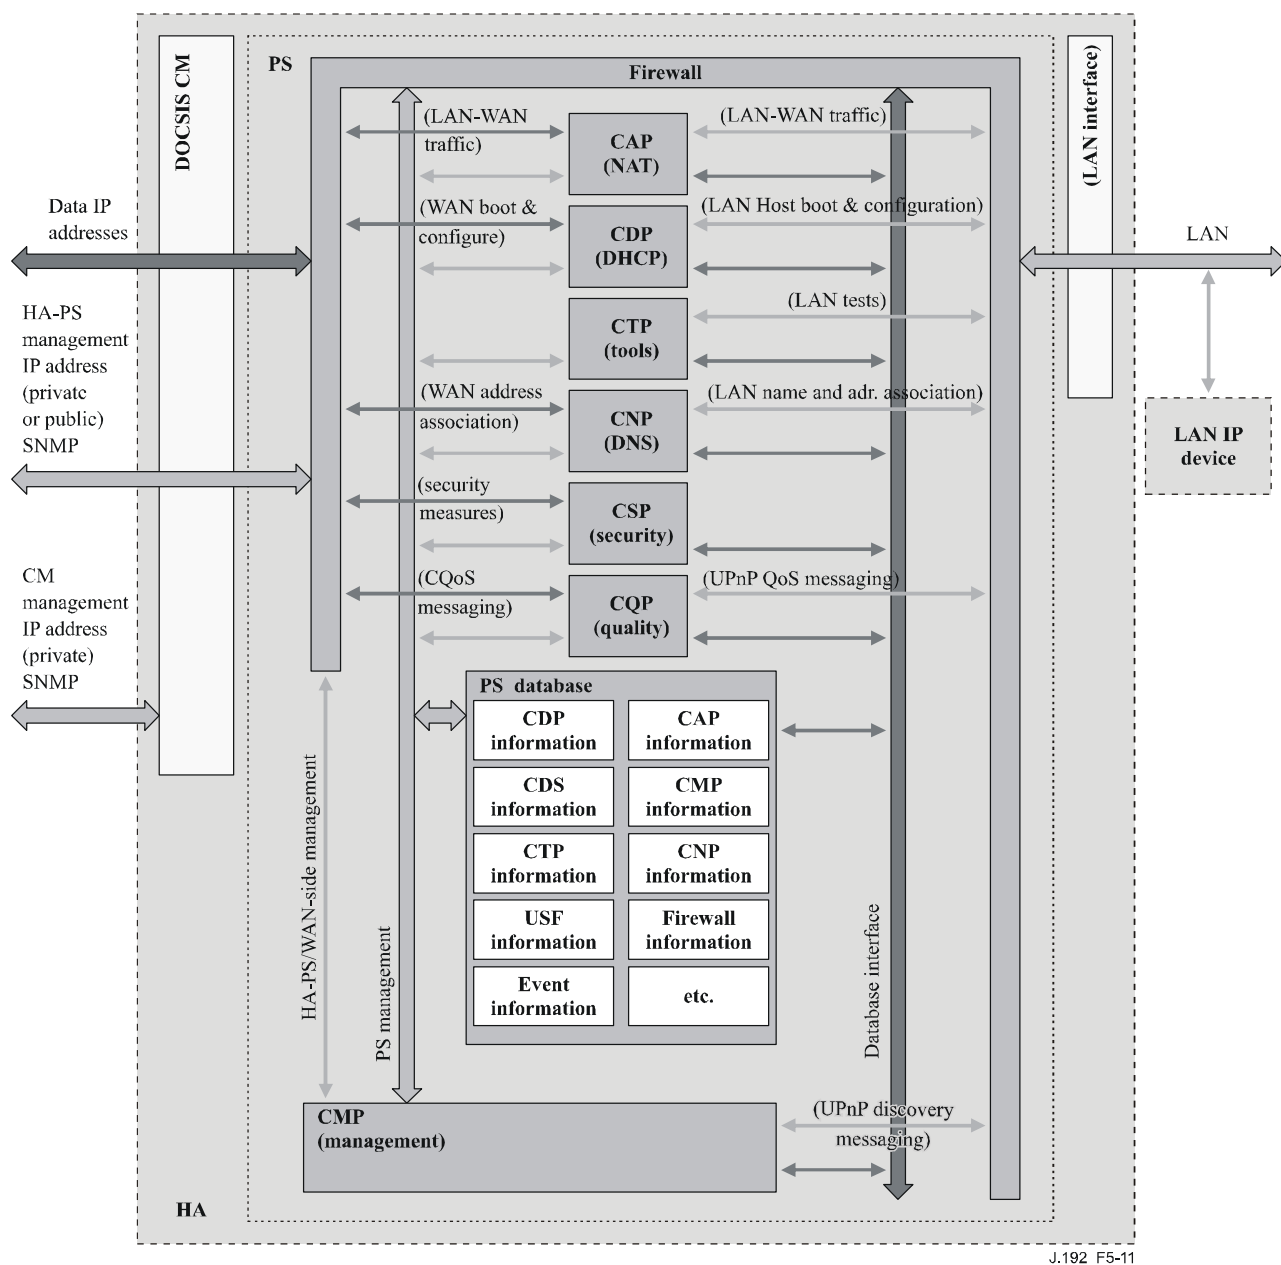 DOCSIS CM
PS
Firewall
(LAN interface)
(LAN-WAN
traffic)
CAP
(NAT)
(LAN-WAN traffic)
Data IP
addresses
(WAN boot &
configure)
CDP
(DHCP)
(LAN Host boot & configuration)
LAN
HA-PS
management
IP address
(private
or public)
SNMP
CTP
(tools)
(LAN tests)
(WAN address
association)
CNP
(DNS)
(LAN name and adr. association)
LAN IP
device
(security
measures)
CSP
(security)
CM
management
IP address
(private)
SNMP
(CQoS
messaging)
CQP
(quality)
(UPnP QoS messaging)
PS database
CDP
information
CAP
information
CDS
information
CMP
information
CTP
information
CNP
information
USF
information
Firewall
information
Event
information
etc.
HA-PS/WAN-side management
PS management
Database interface
CMP
(management)
(UPnP discovery
messaging)
HA
J.192 F5-11